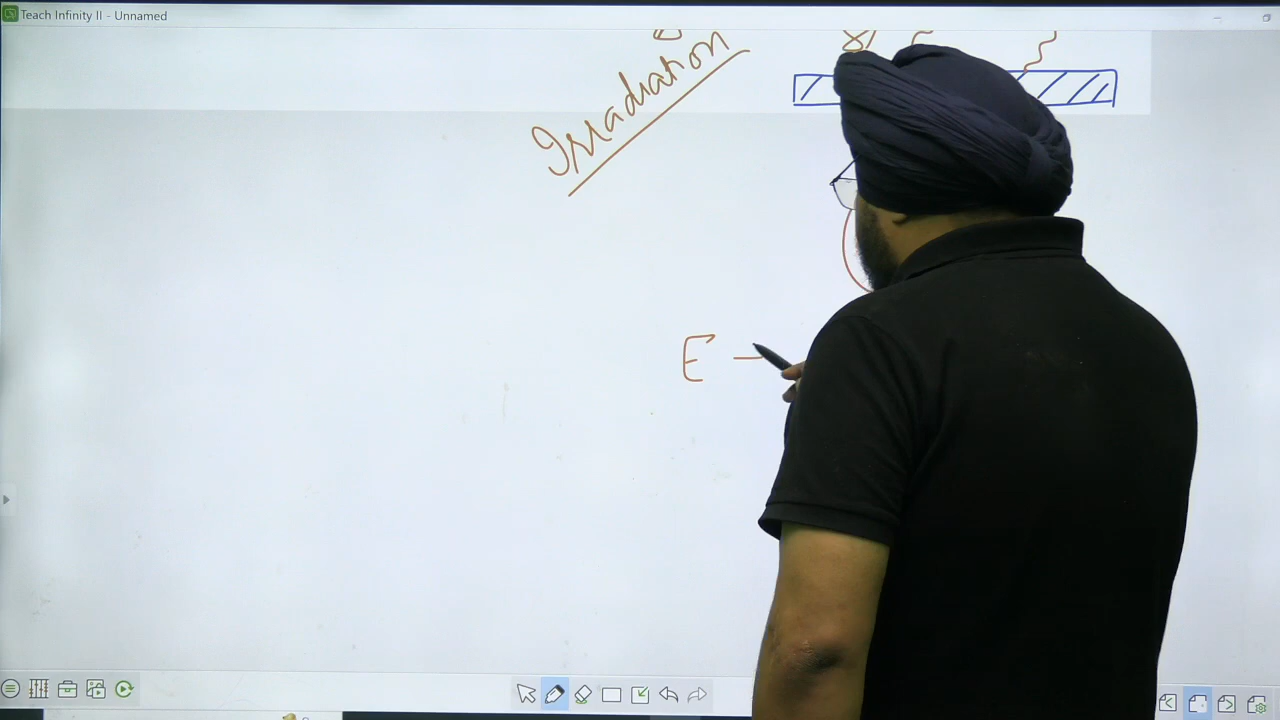 Teach Infinity II - Unnamed
Irradiation
E —